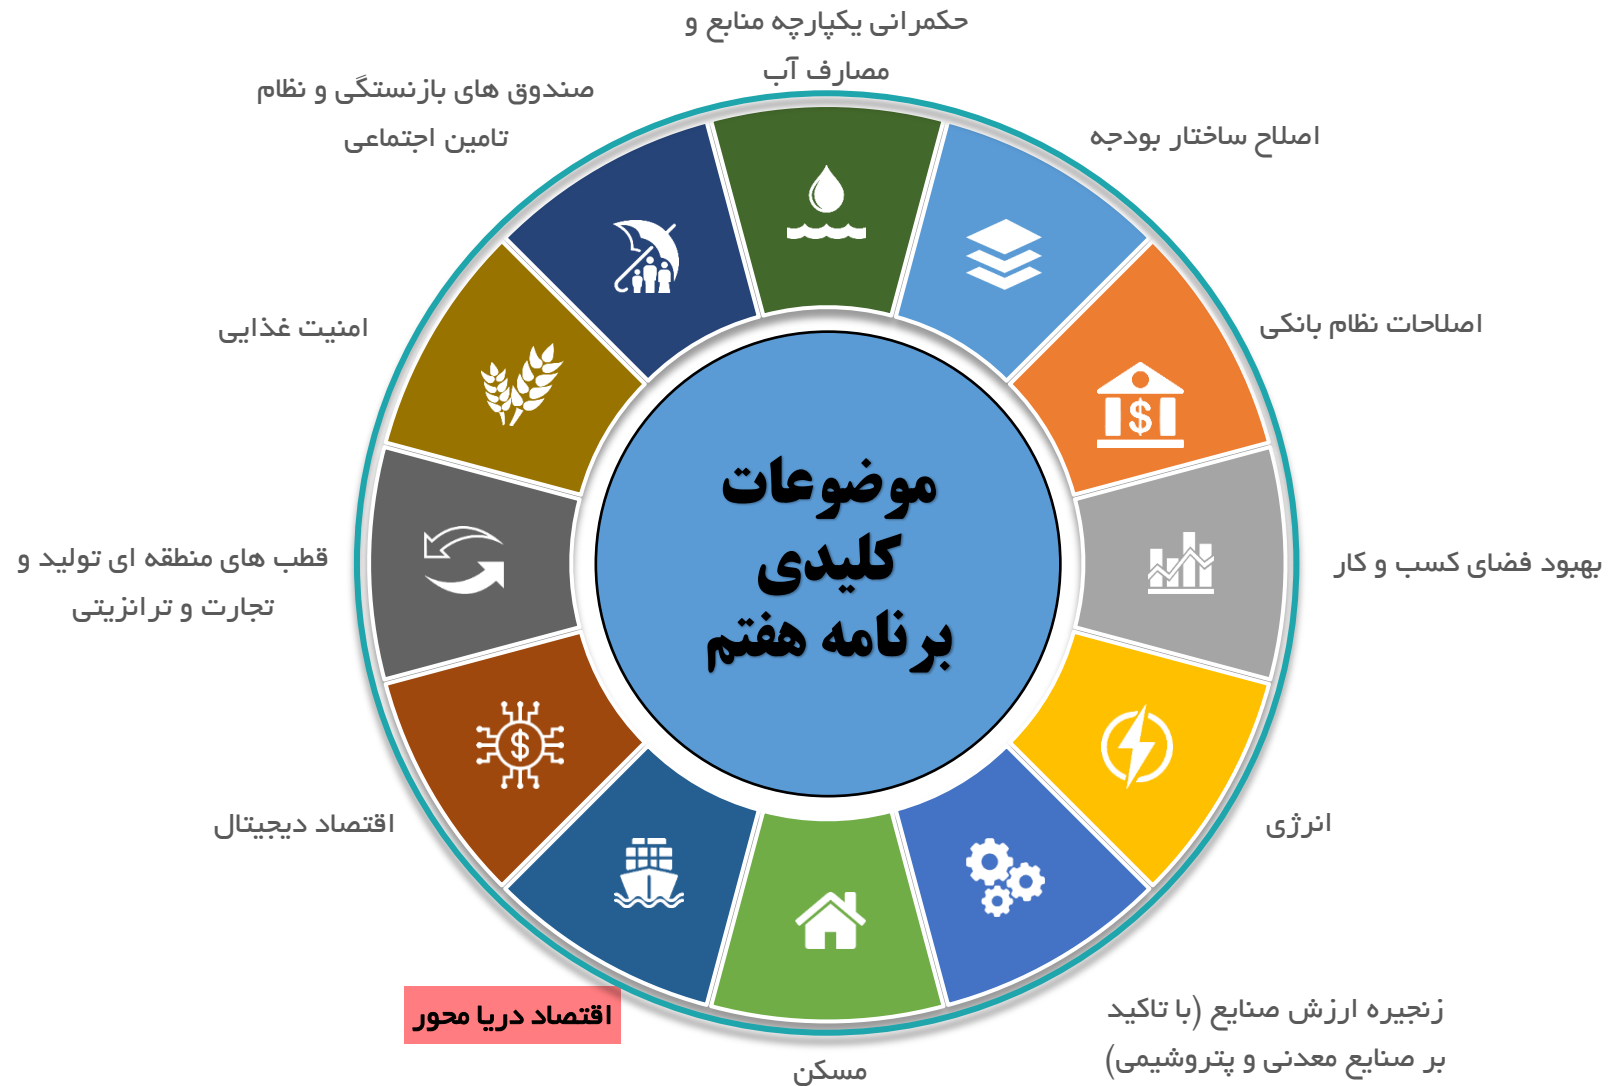 حکمرانی یکپارچه منابع و
مصارف آب
اصلاح ساختار بودجه
اصلاحات نظام بانکی
بهبود فضای کسب و کار
انرژی
زنجیره ارزش صنایع (با تاکید
بر صنایع معدنی و پتروشیمی)
مسکن
اقتصاد دریا محور
اقتصاد دیجیتال
قطب های منطقه ای تولید و
تجارت و ترانزیتی
امنیت غذایی
صندوق های بازنستگی و نظام
تامین اجتماعی
موضوعات
کلیدی
برنامه هفتم
$
$